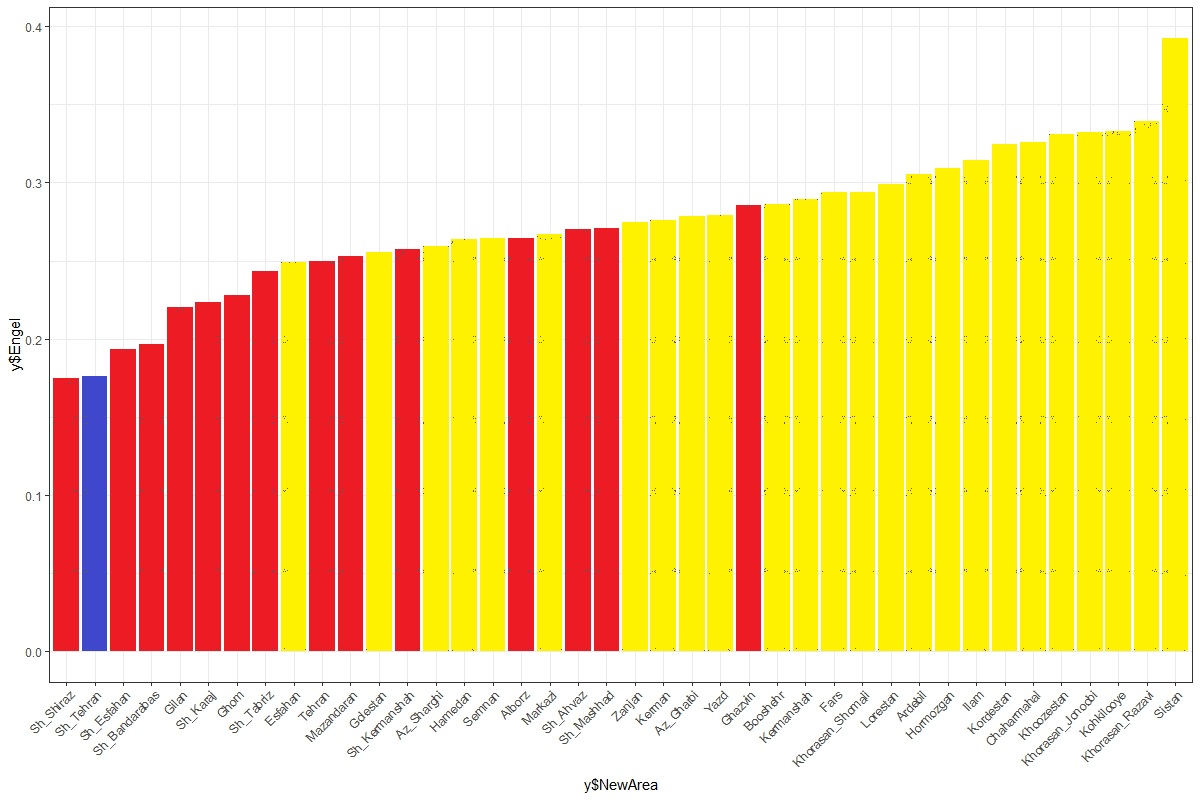 0.4
0.3
0.2
0.1
0.0
y$Engel
Sh_Shiraz
Sh_Tehran
Sh_Esfahan
Sh_Bandarabas
Gilan
Sh_Karaj
Ghom
Sh_Tabriz
Esfahan
Tehran
Mazandaran
Golestan
Sh_Kermanshah
Az_Sharghi
Hamedan
Semnan
Alborz
Markazi
Sh_Ahvaz
Sh_Mashhad
Zanjan
Kerman
Az_Gharbi
Yazd
Ghazvin
Booshehr
Kermanshah
Fars
Khorasan_Shomali
Lorestan
Ardebil
Hormozgan
Ilam
Kordestan
Chaharmahal
Khoozestan
Khorasan_Jonoobi
Kohkilooye
Khorasan_Razavi
Sistan
y$NewArea